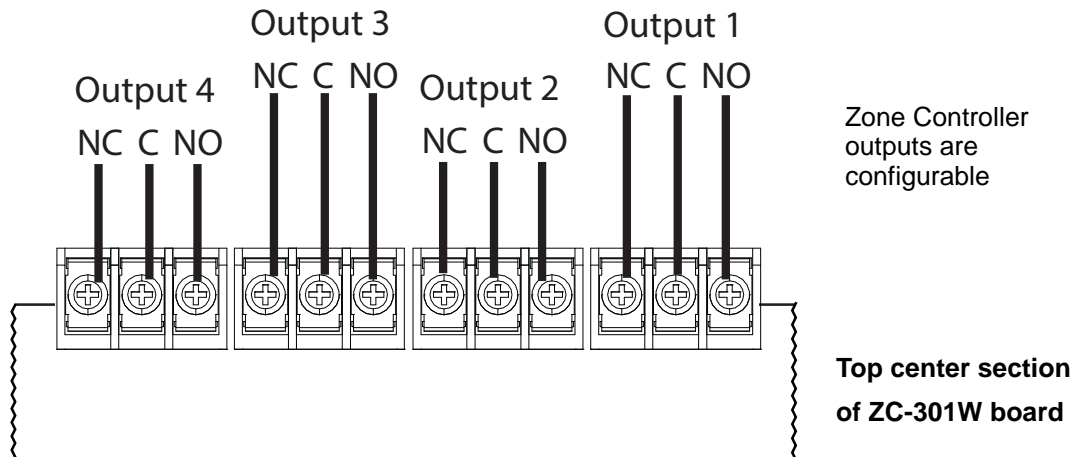 Output 4
NC C NO
Output 3
NC C NO
Output 2
NC C NO
Output 1
NC C NO
Zone Controller
outputs are
configurable
Top center section
of ZC-301W board